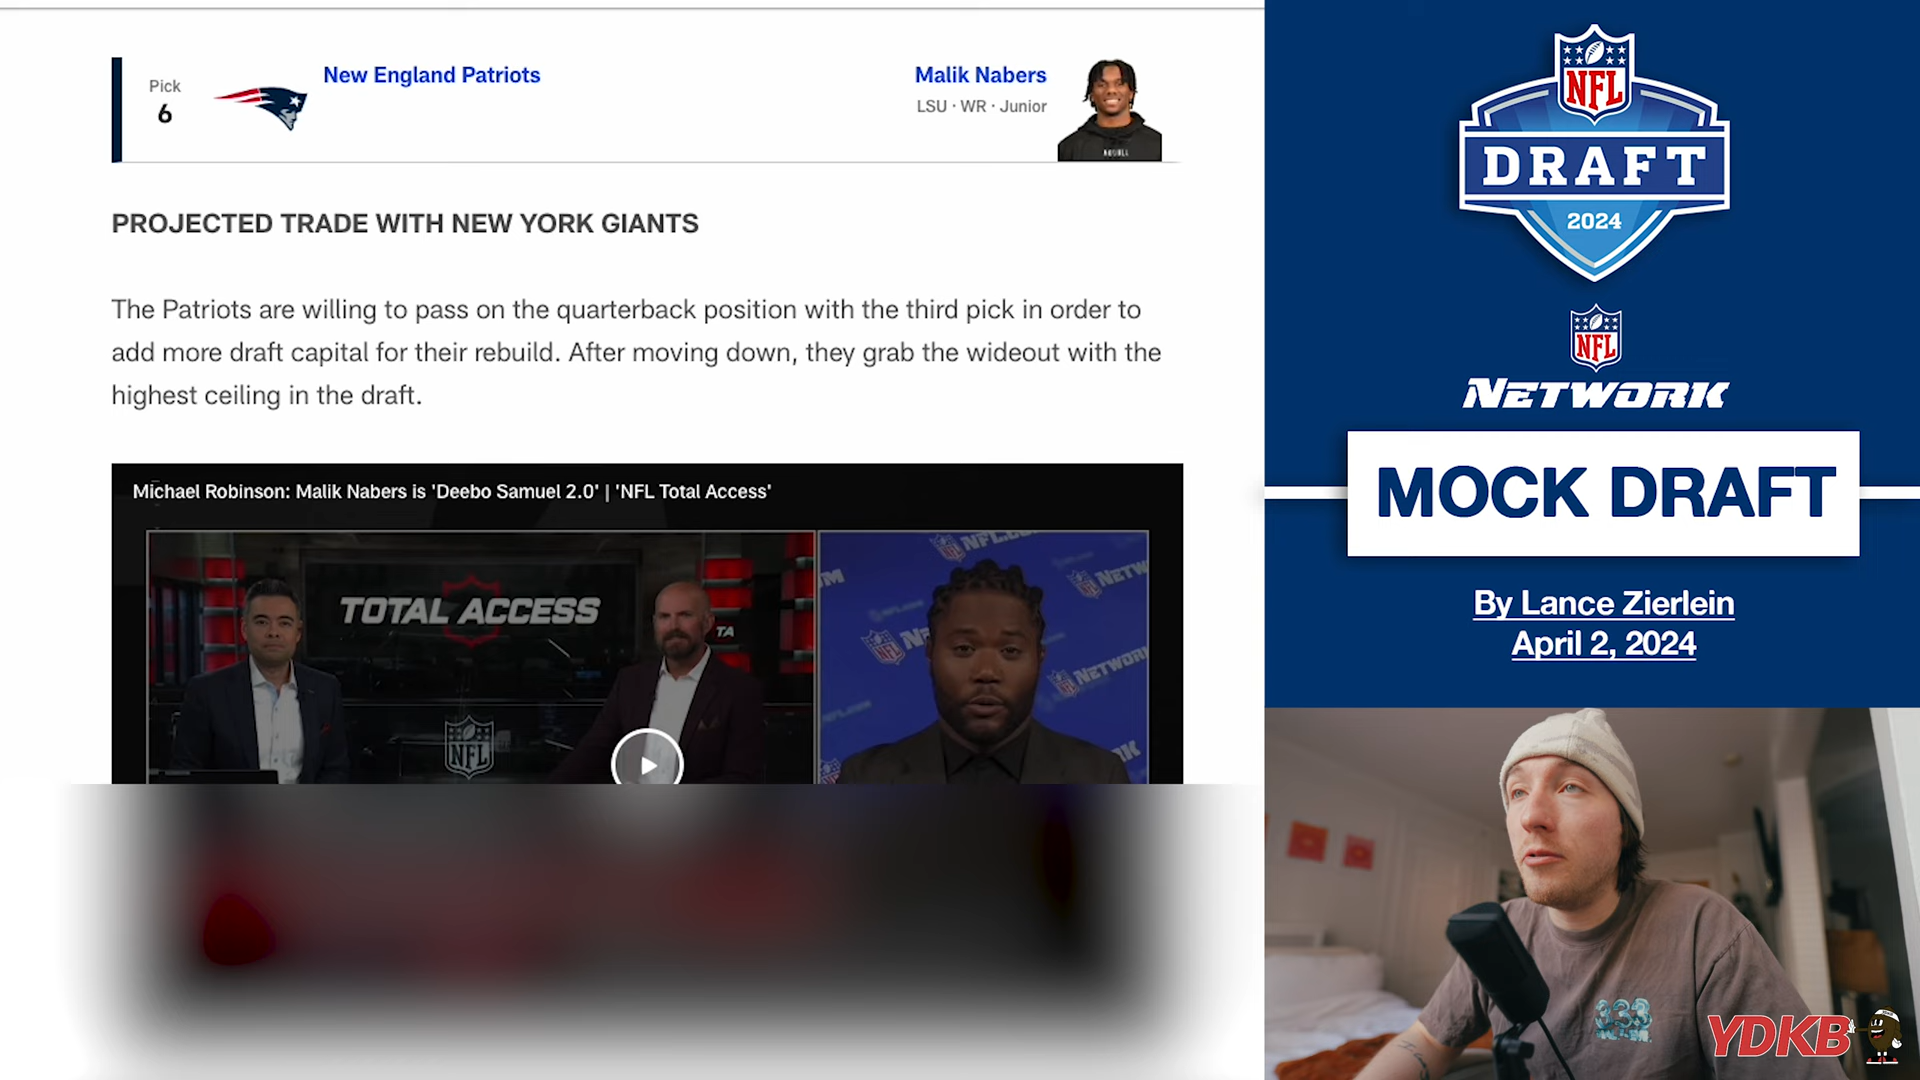 Pick
6
New England Patriots
Malik Nabers
LSU · WR · Junior
PROJECTED TRADE WITH NEW YORK GIANTS
The Patriots are willing to pass on the quarterback position with the third pick in order to
add more draft capital for their rebuild. After moving down, they grab the wideout with the
highest ceiling in the draft.
Michael Robinson: Malik Nabers is 'Deebo Samuel 2.0' | 'NFL Total Access'
TOTAL ACCESS
TA
NFL
NFL
DRAFT
2024
NFL
NETWORK
MOCK DRAFT
By Lance Zierlein
April 2, 2024
333
YDKB